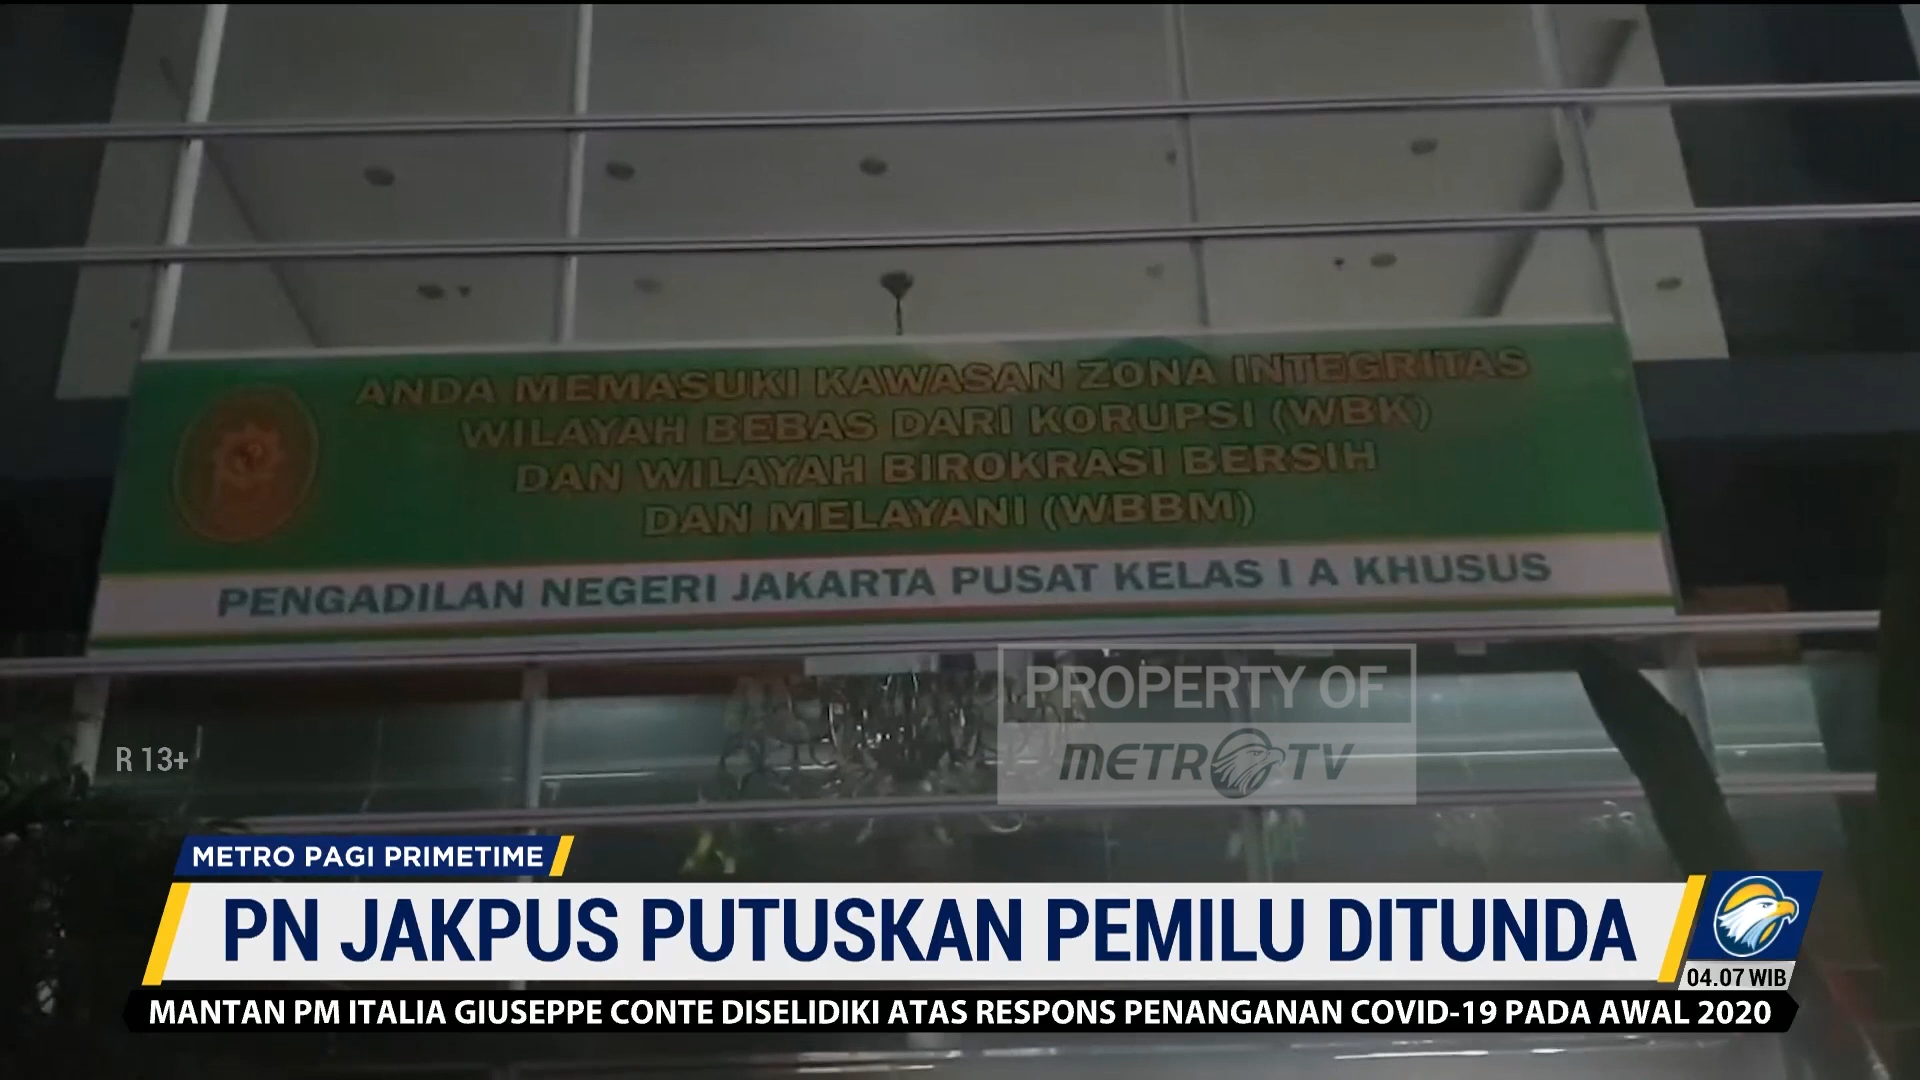 ANDA MEMASUKI KAWASAN ZONA INTEGRITAS
WILAYAH BEBAS DARI KORUPSI (WBK)
DAN WILAYAH BIROKRASI BERSIH
DAN MELAYANI (WBBM)
PENGADILAN NEGERI JAKARTA PUSAT KELAS I A KHUSUS
PROPERTY OF
METRO TV
R 13+
METRO PAGI PRIMETIME
PN JAKPUS PUTUSKAN PEMILU DITUNDA
04.07 WIB
MANTAN PM ITALIA GIUSEPPE CONTE DISELIDIKI ATAS RESPONS PENANGANAN COVID-19 PADA AWAL 2020